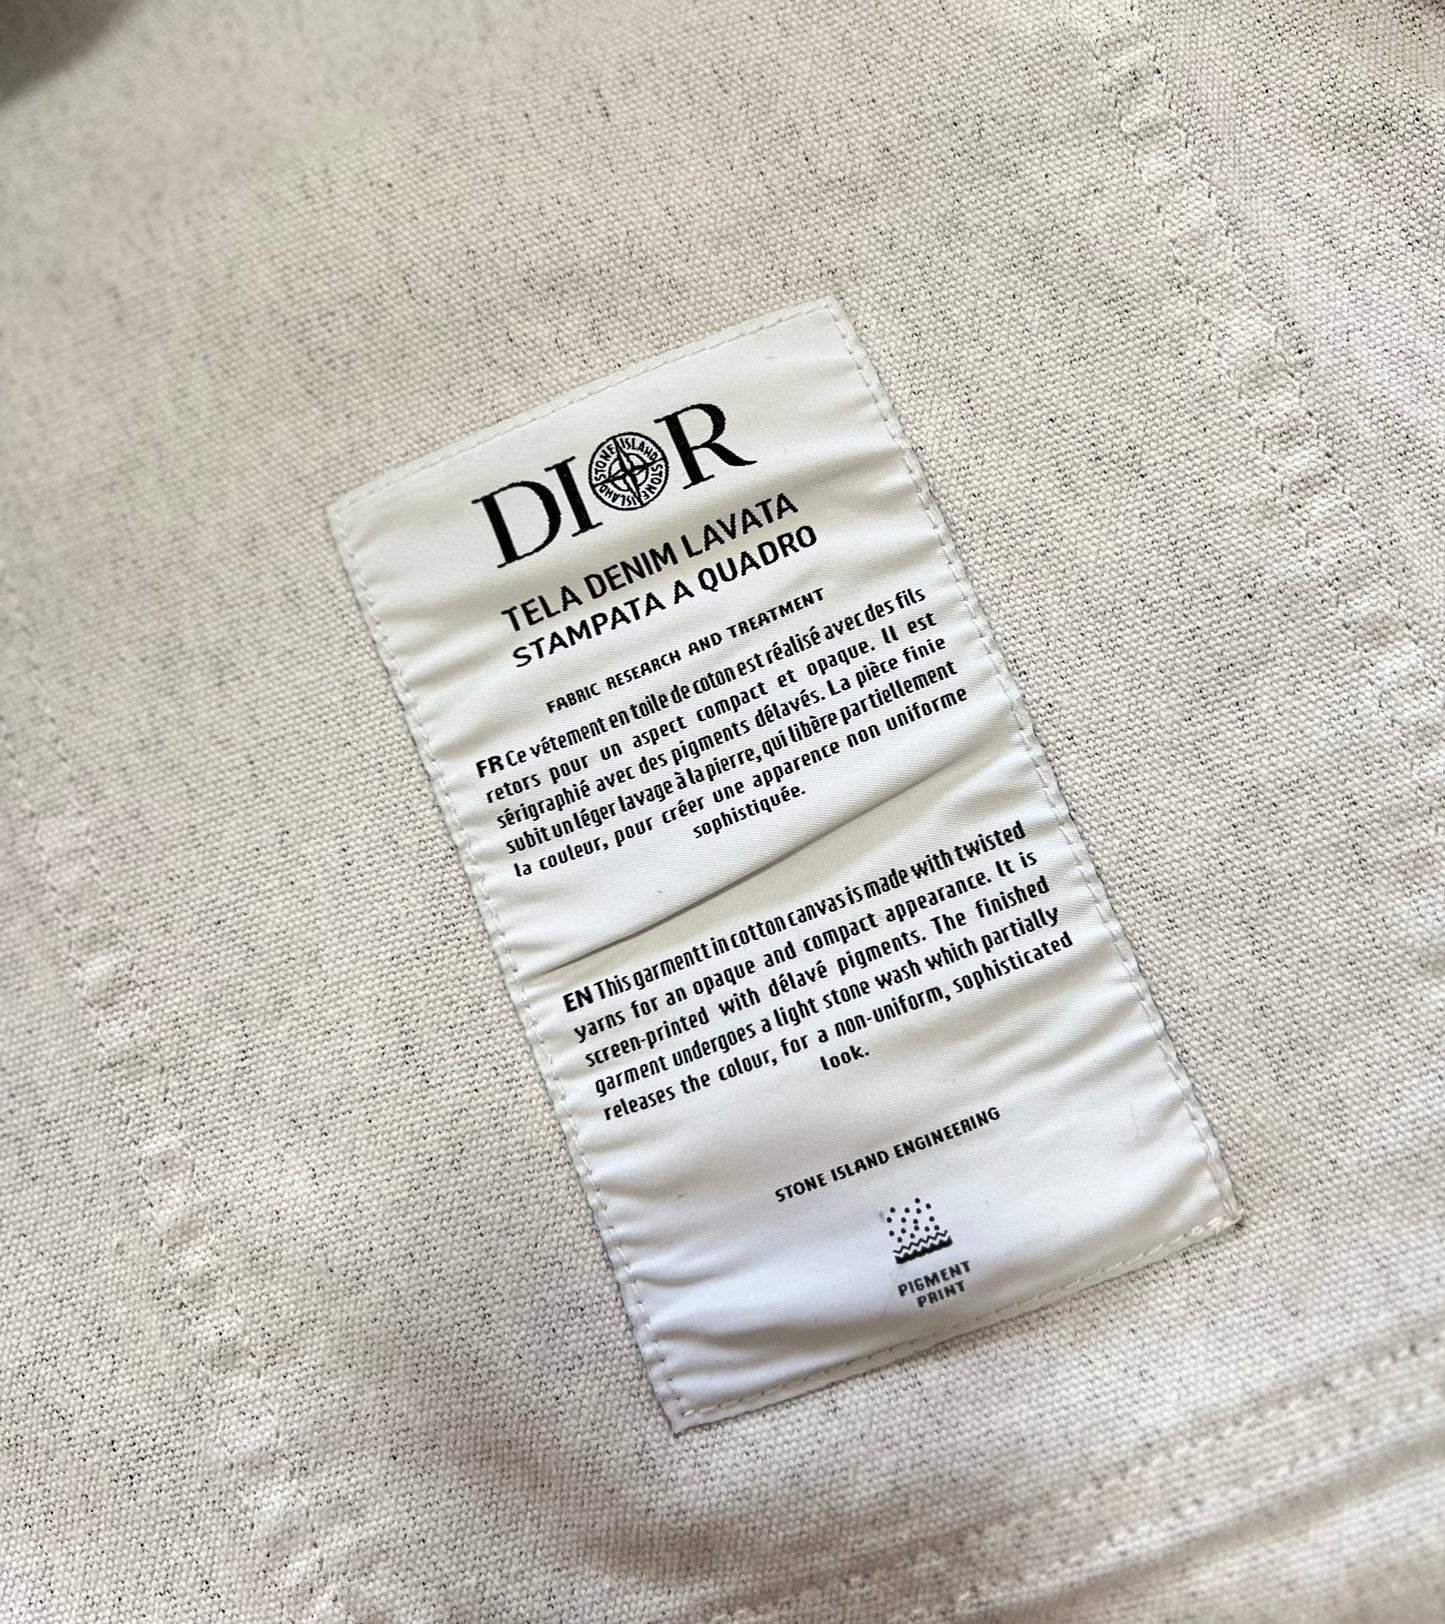 DIOR
STONE ISLAND STONE ISLAND
TELA DENIM LAVATA
STAMPATA A QUADRO
FABRIC RESEARCH AND TREATMENT
FR Ce vétement en toile de coton est réalisé avec des fils
retors pour un aspect compact et opaque. Il est
sérigraphié avec des pigments délavés. La pièce finie
subit un léger lavage à la pierre, qui libère partiellement
la couleur, pour créer une apparence non uniforme
sophistiquée.
EN This garmentt in cotton canvas is made with twisted
yarns for an opaque and compact appearance. It is
screen-printed with délavé pigments. The finished
garment undergoes a light stone wash which partially
releases the colour, for a non-uniform, sophisticated
look.
STONE ISLAND ENGINEERING
PIGMENT
PRINT